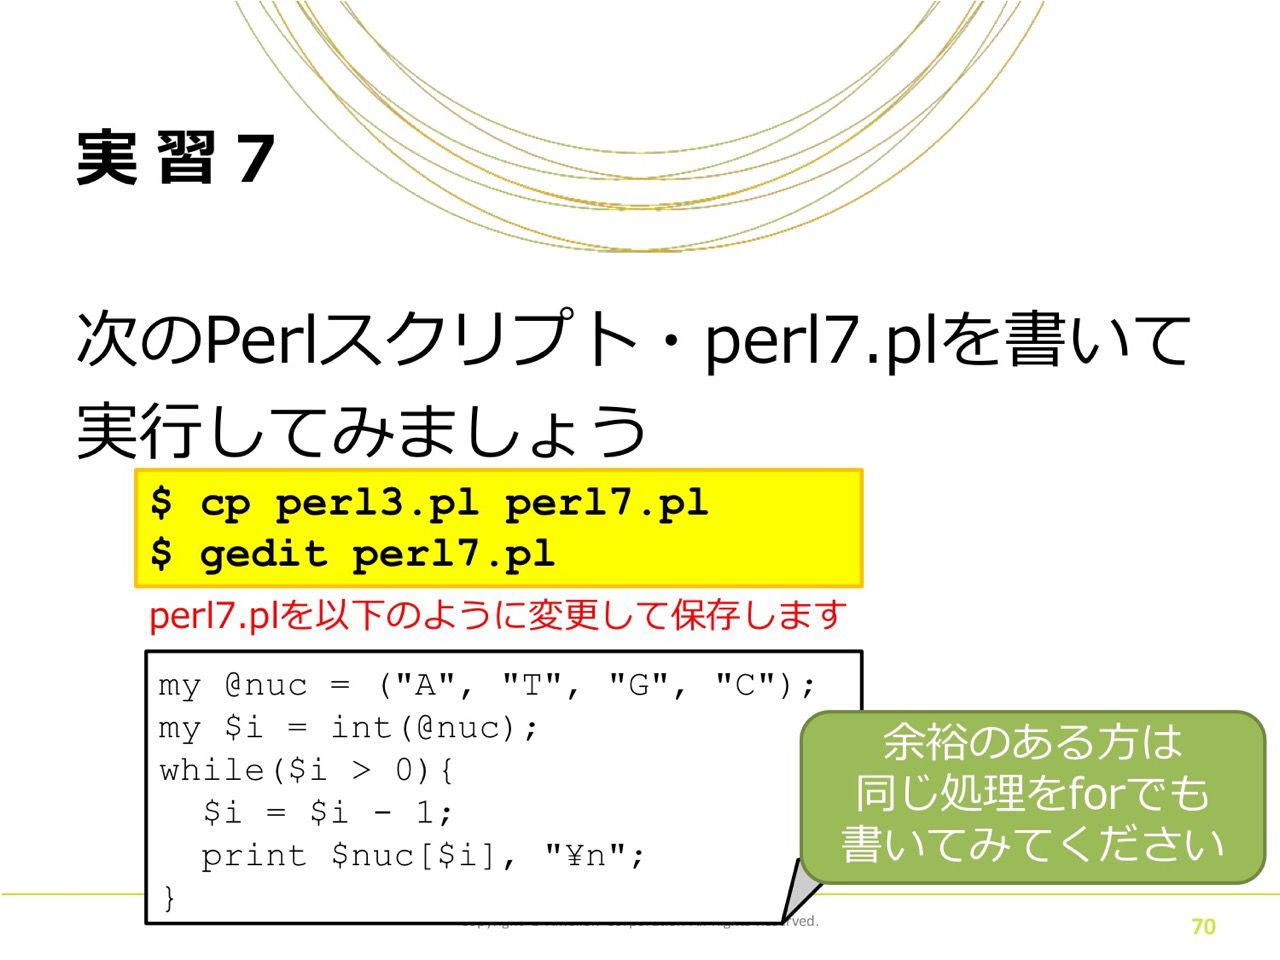 実習7
次のPerlスクリプト・perl7.plを書いて
実行してみましょう
$ cp perl3.pl perl7.pl
$ gedit perl7.pl
perl7.plを以下のように変更して保存します
my @nuc = ("A", "T", "G", "C");
my $i = int(@nuc);
while($i > 0){
  $i = $i - 1;
  print $nuc[$i], "¥n";
}
余裕のある方は
同じ処理をforでも
書いてみてください
70